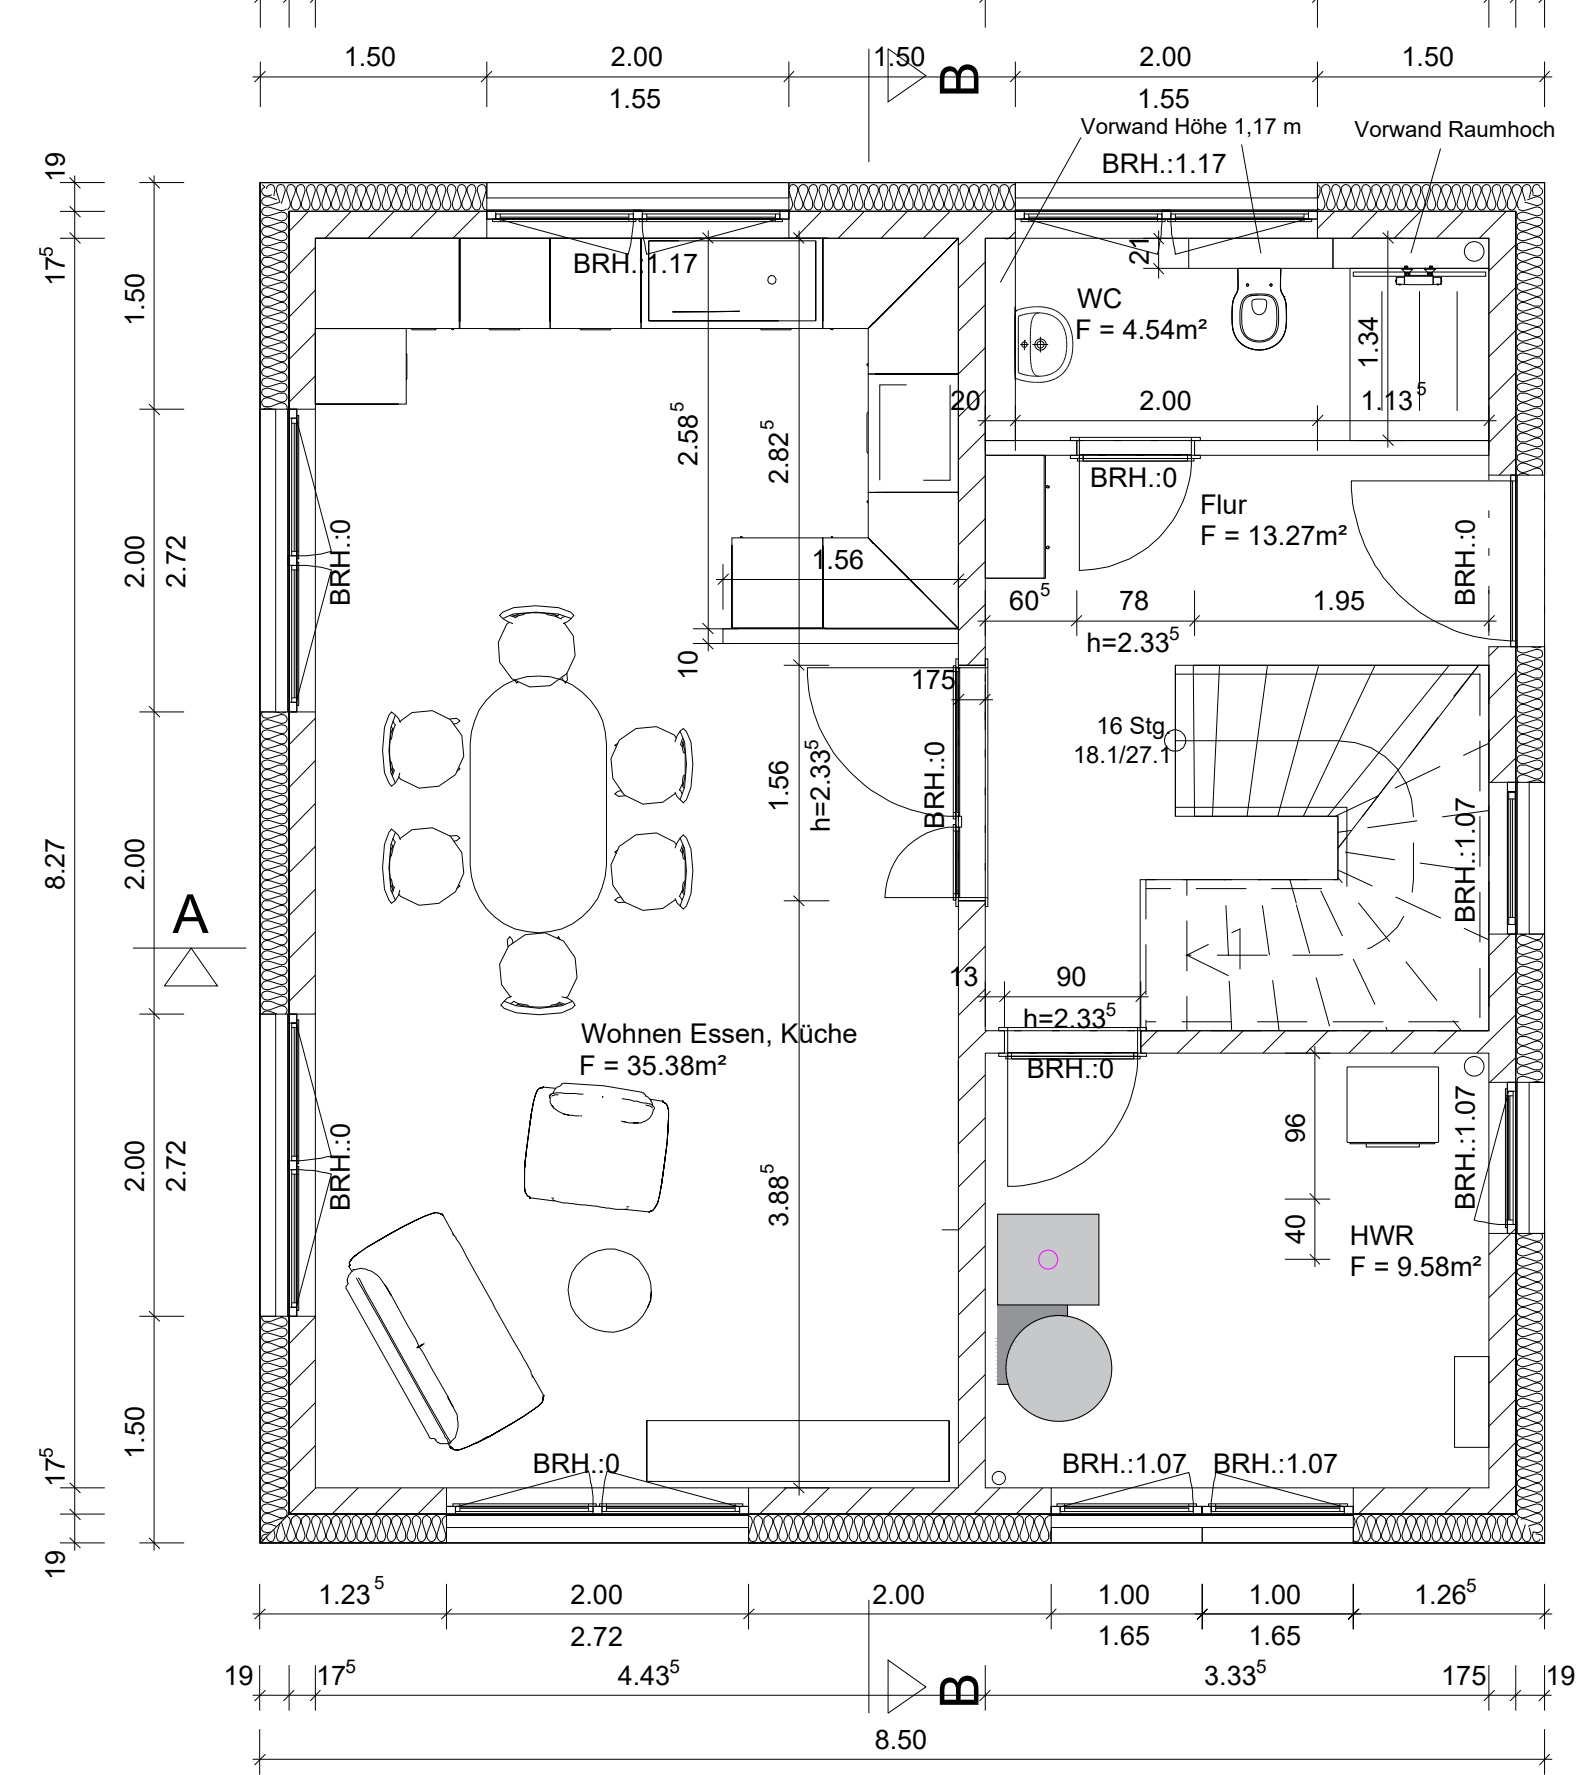 1.50 2.00 1.50 2.00 1.50
B
1.55 1.55
Vorwand Höhe 1,17 m Vorwand Raumhoch
BRH.:1.17
19
17⁵
BRH.:1.17
21
WC
F = 4.54m²
1.50
1.34
20 2.00 1.13⁵
2.58⁵
2.82⁵
BRH.:0
Flur
F = 13.27m²
BRH.:0
2.00
2.72
BRH.:0
1.56
60⁵ 78 1.95
h=2.33⁵
10
175
16 Stg.
18.1/27.1
1.56
h=2.33⁵
BRH.:0
BRH.:1.07
8.27
2.00
A
1
13 90
h=2.33⁵
BRH.:0
Wohnen Essen, Küche
F = 35.38m²
96
BRH.:1.07
2.00
2.72
BRH.:0
3.88⁵
40
HWR
F = 9.58m²
1.50
17⁵
BRH.:0 BRH.:1.07 BRH.:1.07
19
1.23⁵ 2.00 2.00 1.00 1.00 1.26⁵
2.72 1.65 1.65
19 17⁵ 4.43⁵ B 3.33⁵ 175 19
8.50